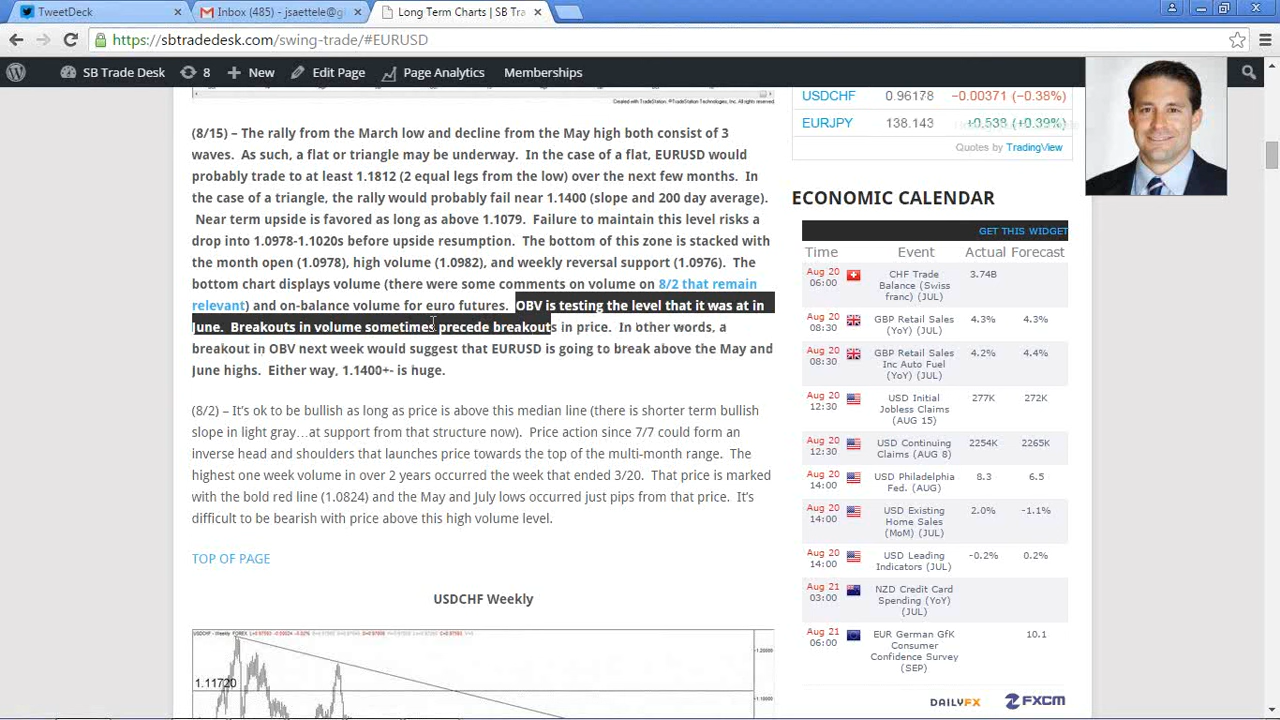 TweetDeck
Inbox (485) - jsaettele@gi
Long Term Charts | SB Tra
https://sbtradedesk.com/swing-trade/#EURUSD
SB Trade Desk
8
New
Edit Page
Page Analytics
Memberships
Created with TradeStation. ©TradeStation Technologies, Inc. All rights reserved
(8/15) – The rally from the March low and decline from the May high both consist of 3
waves. As such, a flat or triangle may be underway. In the case of a flat, EURUSD would
probably trade to at least 1.1812 (2 equal legs from the low) over the next few months. In
the case of a triangle, the rally would probably fail near 1.1400 (slope and 200 day average).
Near term upside is favored as long as above 1.1079. Failure to maintain this level risks a
drop into 1.0978-1.1020s before upside resumption. The bottom of this zone is stacked with
the month open (1.0978), high volume (1.0982), and weekly reversal support (1.0976). The
bottom chart displays volume (there were some comments on volume on 8/2 that remain
relevant) and on-balance volume for euro futures. OBV is testing the level that it was at in
June. Breakouts in volume sometimes precede breakouts in price. In other words, a
breakout in OBV next week would suggest that EURUSD is going to break above the May and
June highs. Either way, 1.1400+- is huge.
(8/2) – It's ok to be bullish as long as price is above this median line (there is shorter term bullish
slope in light gray…at support from that structure now). Price action since 7/7 could form an
inverse head and shoulders that launches price towards the top of the multi-month range. The
highest one week volume in over 2 years occurred the week that ended 3/20. That price is marked
with the bold red line (1.0824) and the May and July lows occurred just pips from that price. It's
difficult to be bearish with price above this high volume level.
TOP OF PAGE
USDCHF Weekly
1.11720
1.20000
1.18000
USDCHF 0.96178 −0.00371 (−0.38%)
EURJPY 138.143 +0.538 (+0.39%)
Quotes by TradingView
ECONOMIC CALENDAR
GET THIS WIDGET
Time Event Actual Forecast
Aug 20 06:00 CHF Trade Balance (Swiss franc) (JUL) 3.74B
Aug 20 08:30 GBP Retail Sales (YoY) (JUL) 4.3% 4.3%
Aug 20 08:30 GBP Retail Sales Inc Auto Fuel (YoY) (JUL) 4.2% 4.4%
Aug 20 12:30 USD Initial Jobless Claims (AUG 15) 277K 272K
Aug 20 12:30 USD Continuing Claims (AUG 8) 2254K 2265K
Aug 20 14:00 USD Philadelphia Fed. (AUG) 8.3 6.5
Aug 20 14:00 USD Existing Home Sales (MoM) (JUL) 2.0% -1.1%
Aug 20 14:00 USD Leading Indicators (JUL) -0.2% 0.2%
Aug 21 03:00 NZD Credit Card Spending (YoY) (JUL)
Aug 21 06:00 EUR German GfK Consumer Confidence Survey (SEP) 10.1
DAILYFX
FXCM